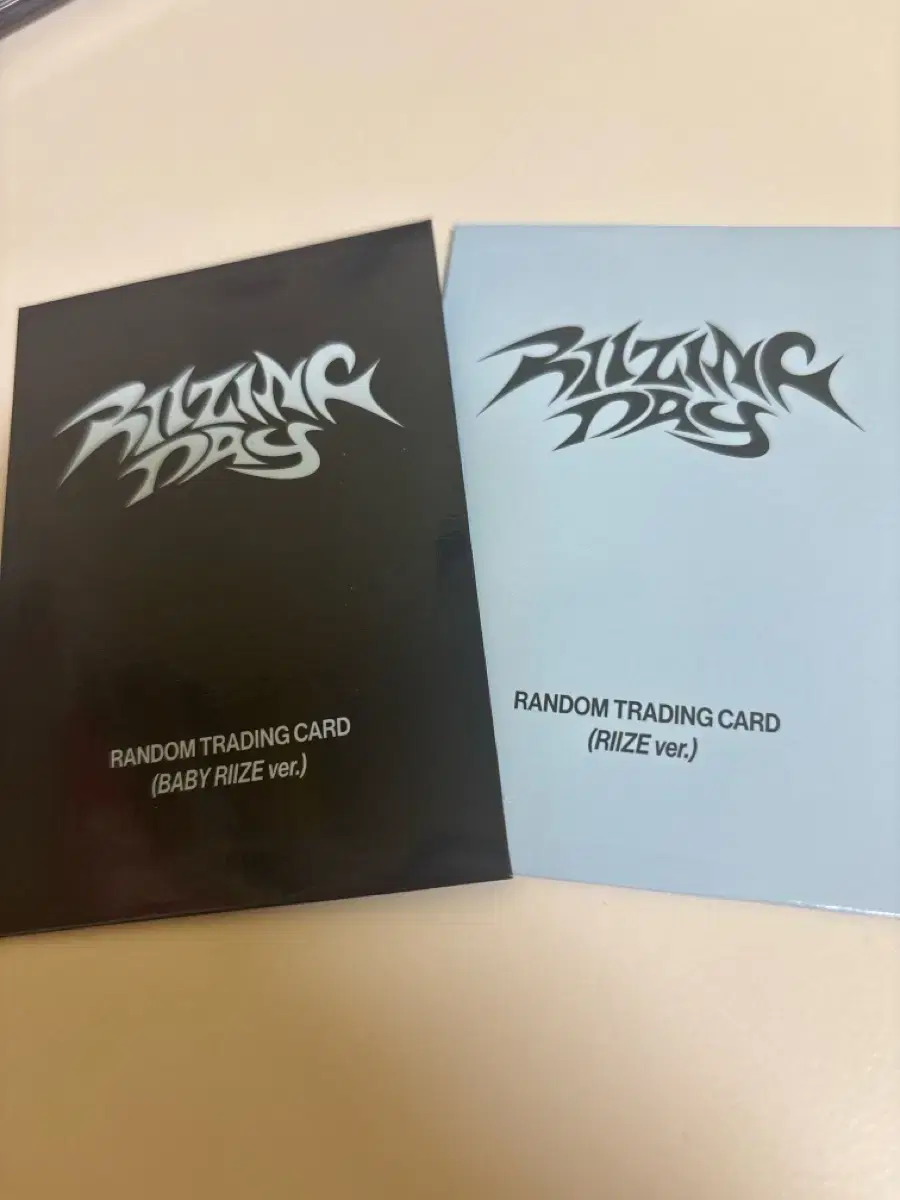 RIIZING
DAY
RANDOM TRADING CARD
(BABY RIIZE ver.)
RIIZING
DAY
RANDOM TRADING CARD
(RIIZE ver.)